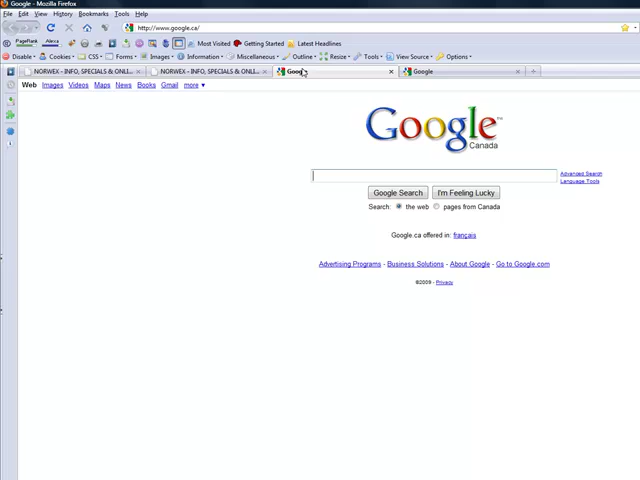 Google - Mozilla Firefox
File Edit View History Bookmarks Tools Help
http://www.google.ca/
PageRank Alexa Most Visited Getting Started Latest Headlines
Disable Cookies CSS Forms Images Information Miscellaneous Outline Resize Tools View Source Options
NORWEX - INFO, SPECIALS & ONLI... NORWEX - INFO, SPECIALS & ONLI... Google Google
Web Images Videos Maps News Books Gmail more ▼
Google™
Canada
Advanced Search
Language Tools
Google Search I'm Feeling Lucky
Search: the web pages from Canada
Google.ca offered in: français
Advertising Programs - Business Solutions - About Google - Go to Google.com
©2009 - Privacy